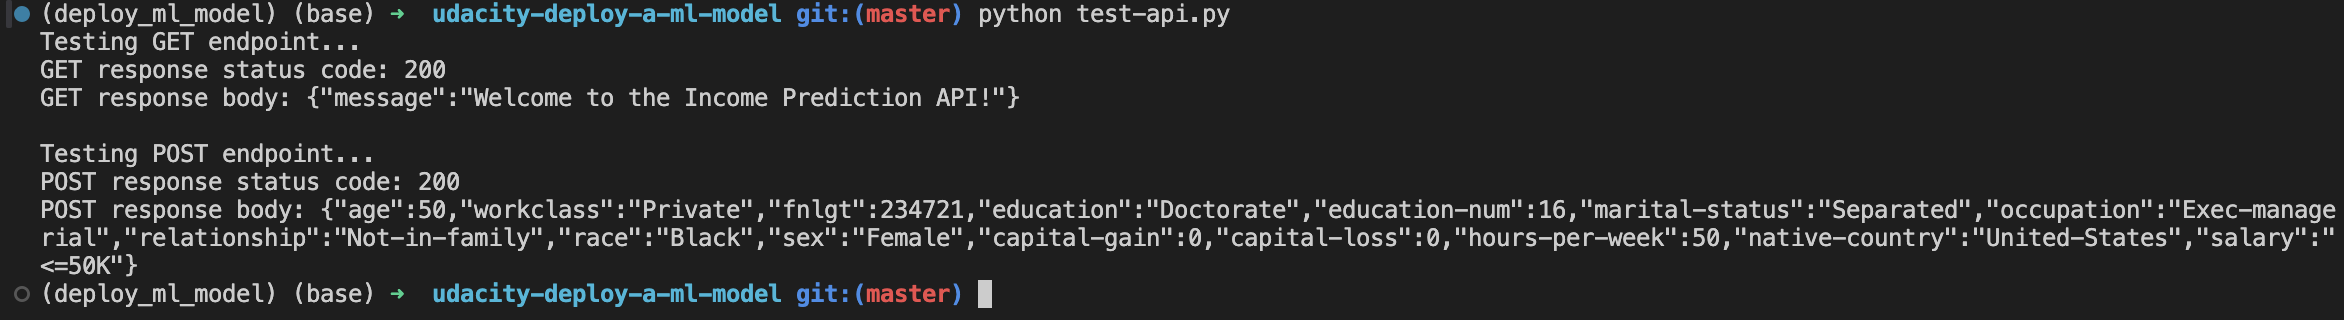 (deploy_ml_model) (base) → udacity-deploy-a-ml-model git:(master) python test-api.py
Testing GET endpoint...
GET response status code: 200
GET response body: {"message":"Welcome to the Income Prediction API!"}
Testing POST endpoint...
POST response status code: 200
POST response body: {"age":50,"workclass":"Private","fnlgt":234721,"education":"Doctorate","education-num":16,"marital-status":"Separated","occupation":"Exec-manage
rial","relationship":"Not-in-family","race":"Black","sex":"Female","capital-gain":0,"capital-loss":0,"hours-per-week":50,"native-country":"United-States","salary":"
<=50K"}
(deploy_ml_model) (base) → udacity-deploy-a-ml-model git:(master)